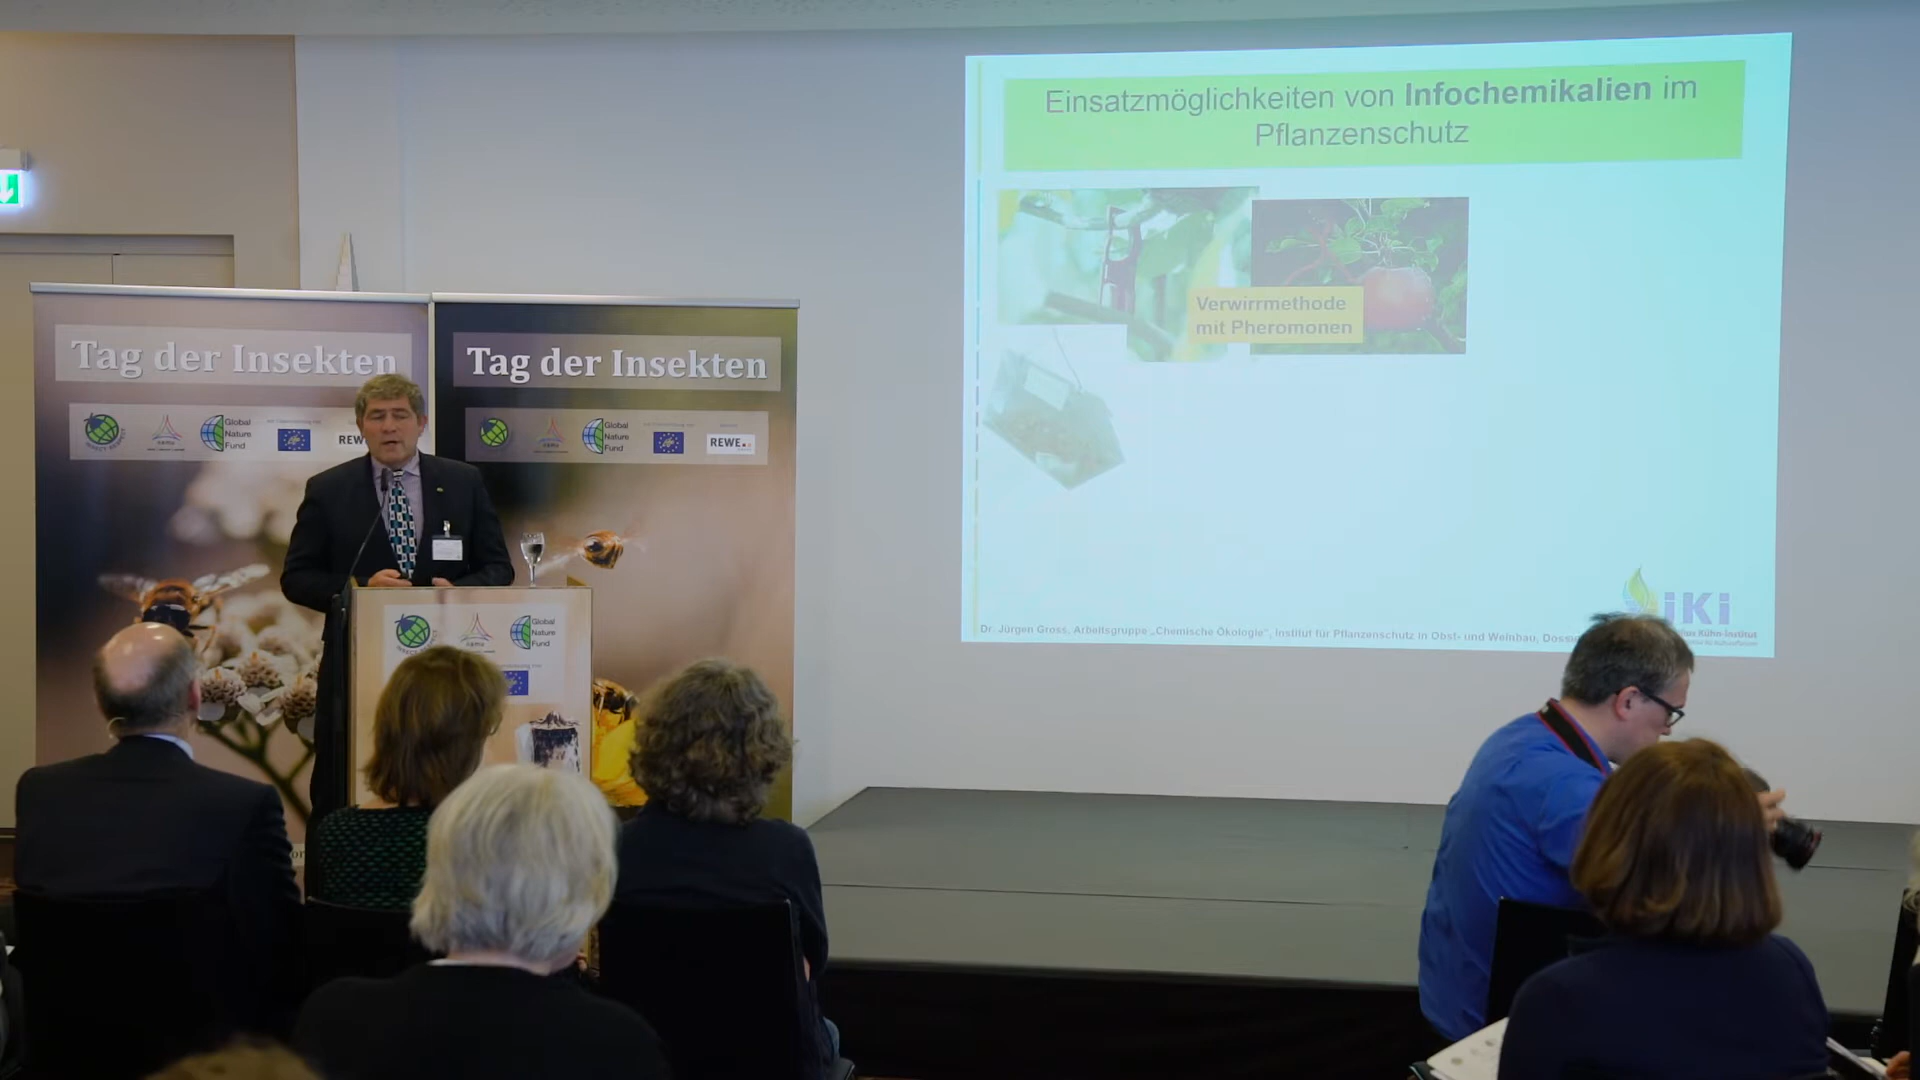 Einsatzmöglichkeiten von Infochemikalien im
Pflanzenschutz
Verwirrmethode
mit Pheromonen
Dr. Jürgen Gross, Arbeitsgruppe „Chemische Ökologie", Institut für Pflanzenschutz in Obst- und Weinbau,
JKi
Kühn-Institut
Tag der Insekten
Global
Nature
Fund
REW
Tag der Insekten
Global
Nature
Fund
REWE
Global
Nature
Fund